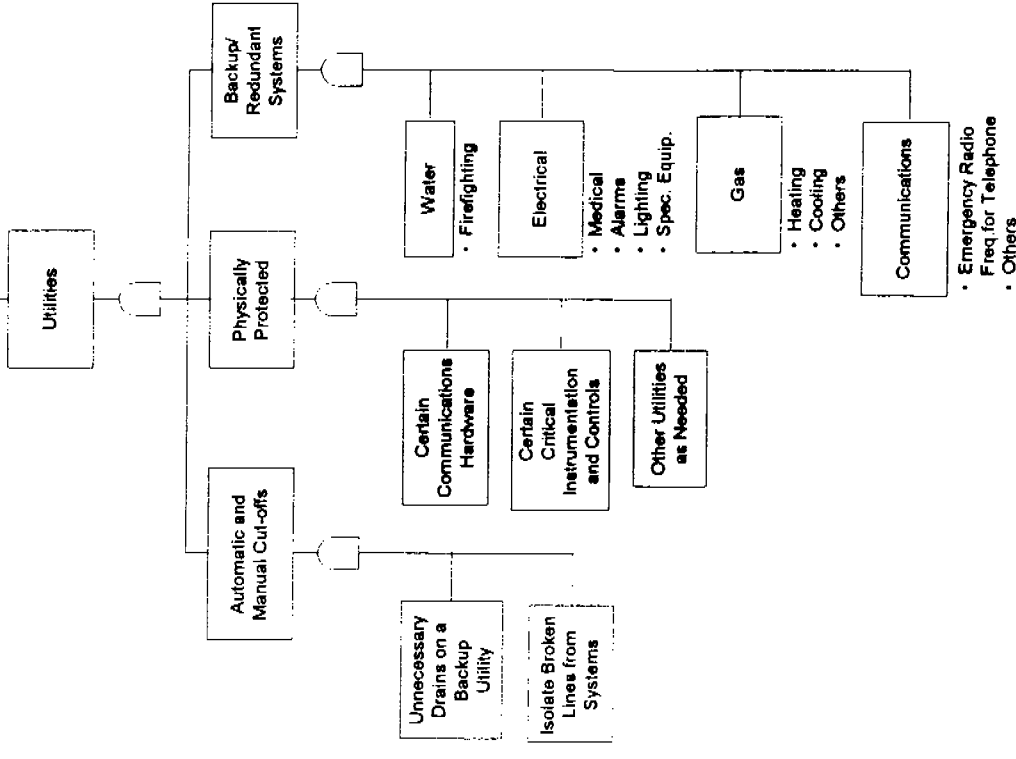 Utilities
Automatic and
Manual Cut-offs
Physically
Protected
Backup/
Redundant
Systems
Unnecessary
Drains on a
Backup
Utility
Isolate Broken
Lines from
Systems
Certain
Communications
Hardware
Certain
Critical
Instrumentation
and Controls
Other Utilities
as Needed
Water
• Firefighting
Electrical
• Medical
• Alarms
• Lighting
• Spec. Equip.
Gas
• Heating
• Cooling
• Others
Communications
• Emergency Radio
Freq. for Telephone
• Others